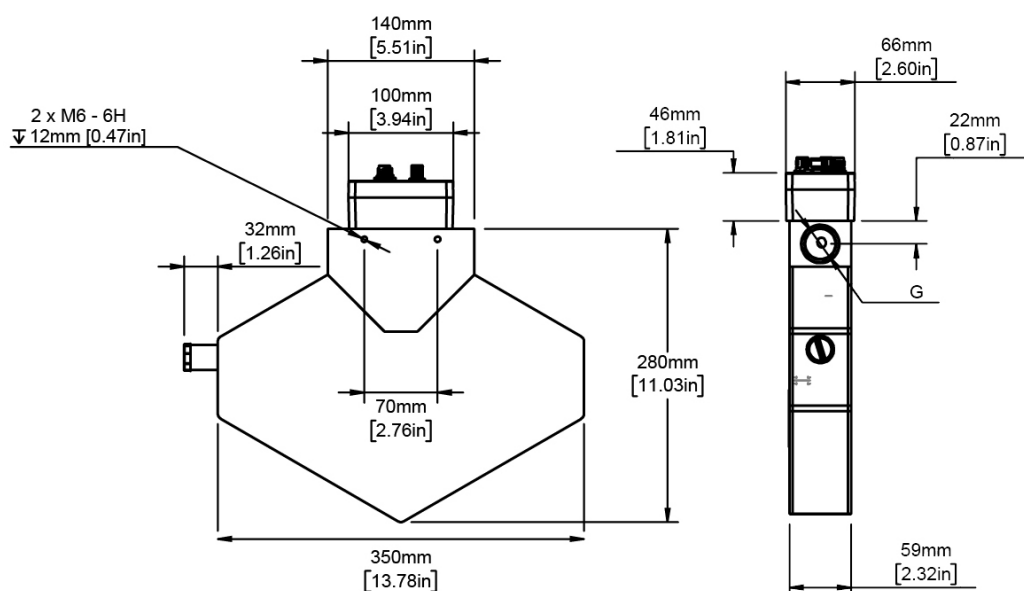 140mm
[5.51in]
66mm
[2.60in]
100mm
[3.94in]
2 x M6 - 6H
↧ 12mm [0.47in]
46mm
[1.81in]
22mm
[0.87in]
32mm
[1.26in]
G
280mm
[11.03in]
70mm
[2.76in]
350mm
[13.78in]
59mm
[2.32in]